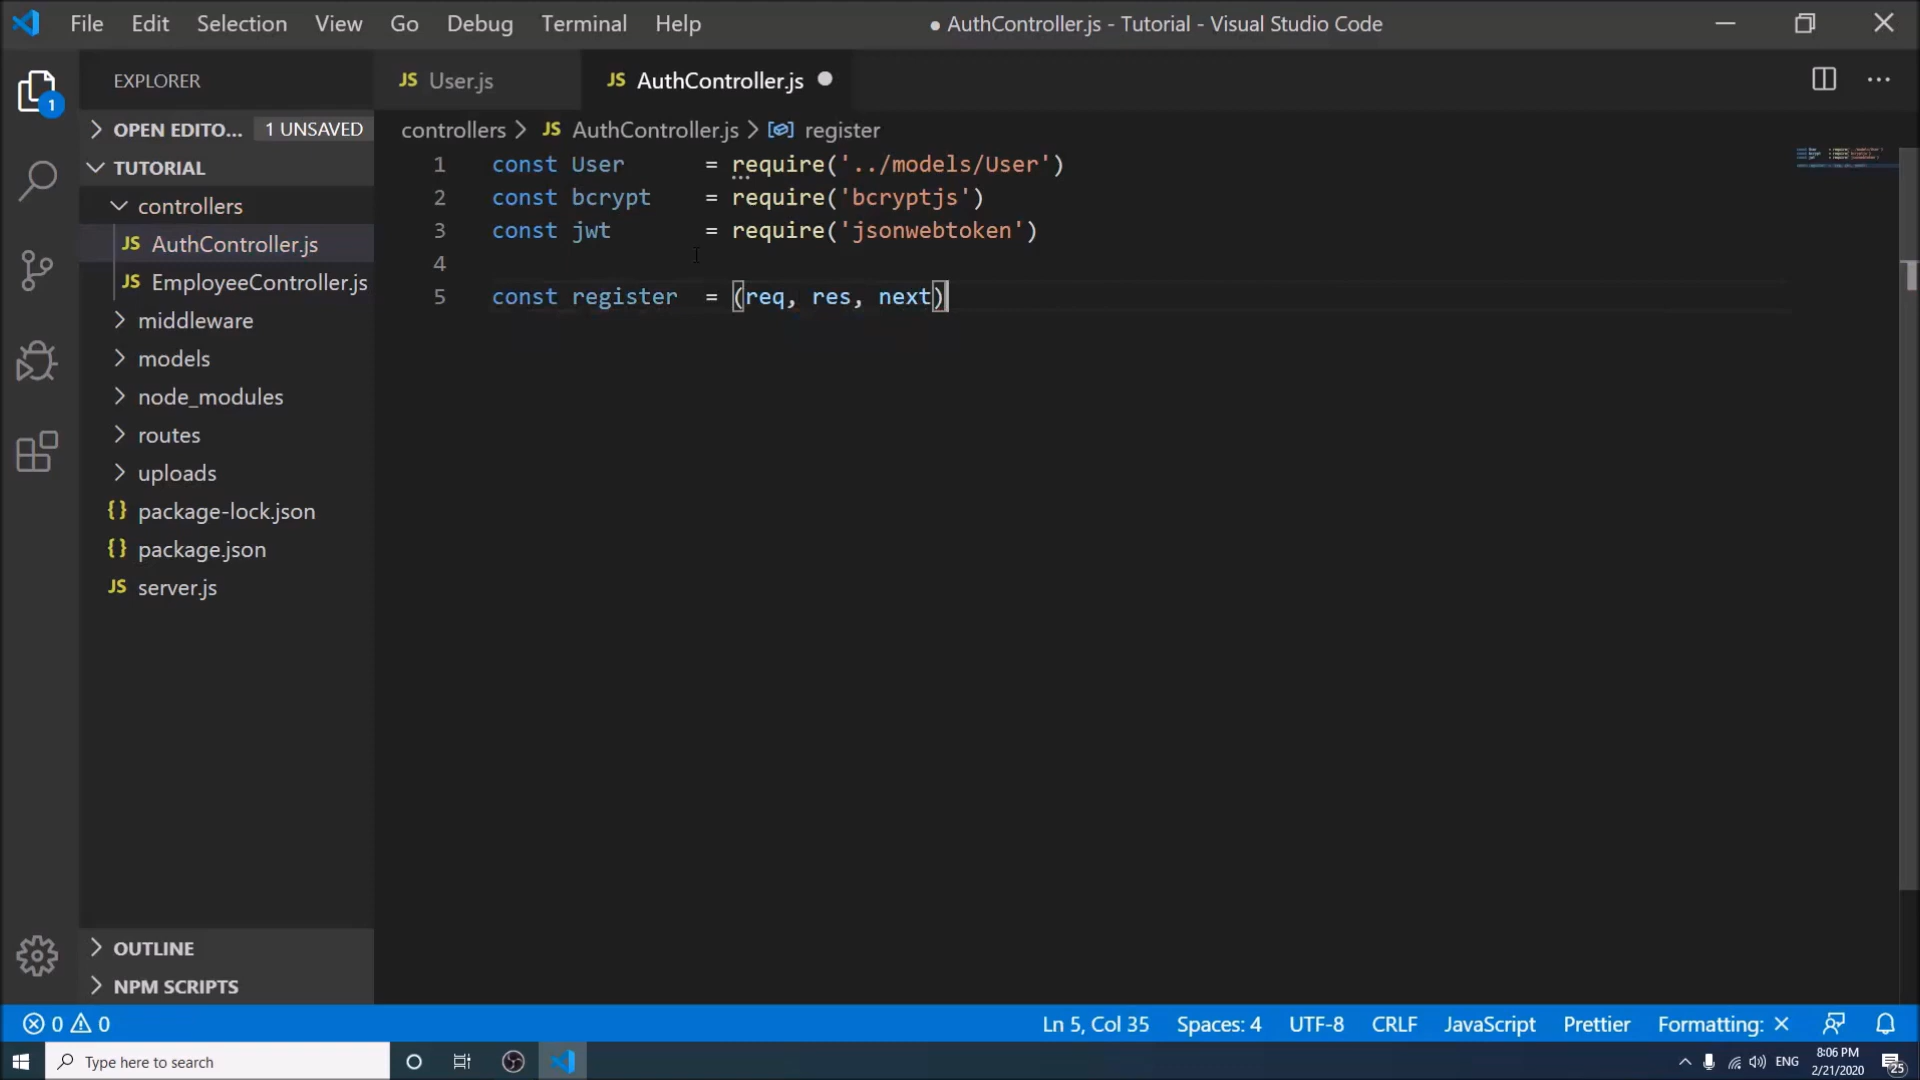 File Edit Selection View Go Debug Terminal Help
● AuthController.js - Tutorial - Visual Studio Code
EXPLORER
OPEN EDITO... 1 UNSAVED
TUTORIAL
controllers
JS AuthController.js
JS EmployeeController.js
middleware
models
node_modules
routes
uploads
{} package-lock.json
{} package.json
JS server.js
OUTLINE
NPM SCRIPTS
1
JS User.js
JS AuthController.js
controllers > JS AuthController.js > register
1 const User = require('../models/User')
2 const bcrypt = require('bcryptjs')
3 const jwt = require('jsonwebtoken')
4
5 const register = (req, res, next)
0 0
Ln 5, Col 35 Spaces: 4 UTF-8 CRLF JavaScript Prettier Formatting: ×
Type here to search
ENG
8:06 PM
2/21/2020
25